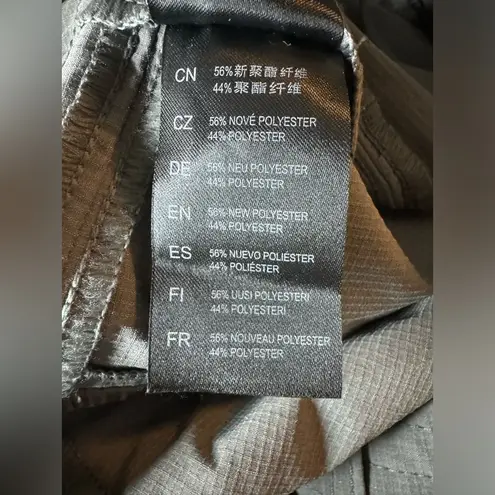 CN 56%新聚酯纤维
44%聚酯纤维
CZ 56% NOVÉ POLYESTER
44% POLYESTER
DE 56% NEU POLYESTER
44% POLYESTER
EN 56% NEW POLYESTER
44% POLYESTER
ES 56% NUEVO POLIÉSTER
44% POLIÉSTER
FI 56% UUSI POLYESTERI
44% POLYESTERI
FR 56% NOUVEAU POLYESTER
44% POLYESTER